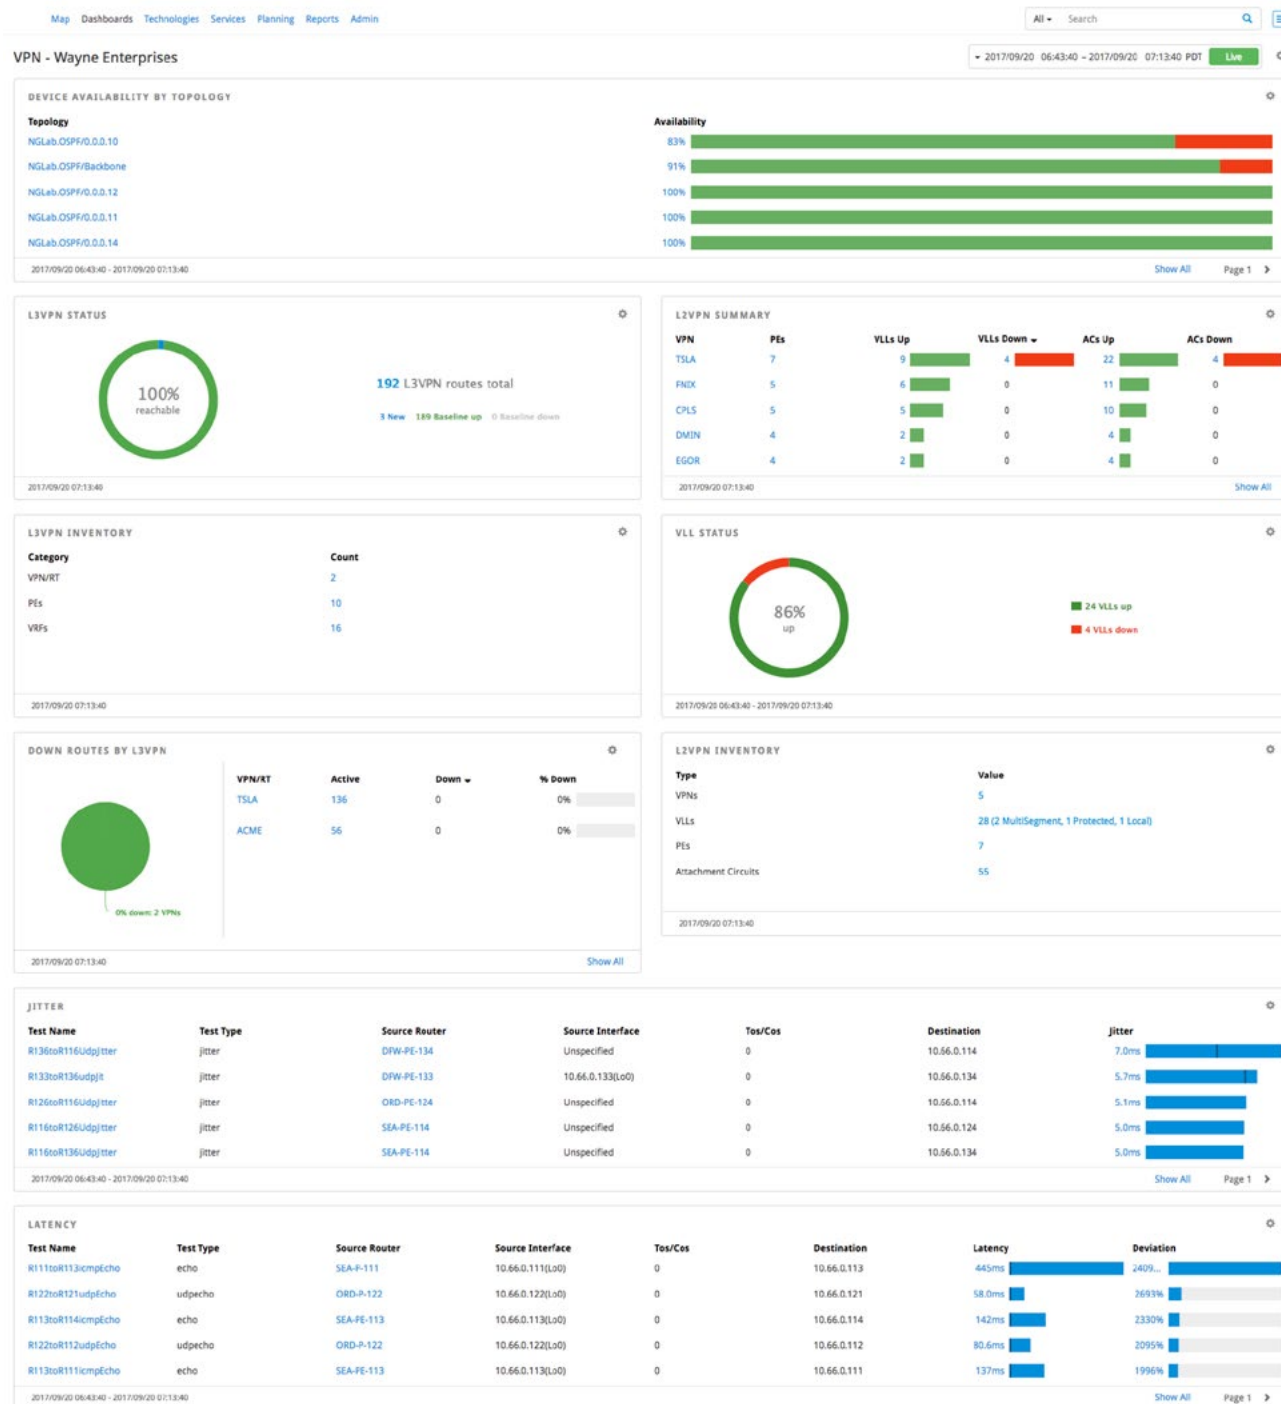 Map Dashboards Technologies Services Planning Reports Admin All Search
VPN - Wayne Enterprises 2017/09/20 06:43:40 – 2017/09/20 07:13:40 PDT Live
DEVICE AVAILABILITY BY TOPOLOGY
Topology Availability
NGLab.OSPF/0.0.0.10 83%
NGLab.OSPF/Backbone 91%
NGLab.OSPF/0.0.0.12 100%
NGLab.OSPF/0.0.0.11 100%
NGLab.OSPF/0.0.0.14 100%
2017/09/20 06:43:40 - 2017/09/20 07:13:40 Show All Page 1
L3VPN STATUS
100%
reachable
192 L3VPN routes total
3 New 189 Baseline up 0 Baseline down
2017/09/20 07:13:40
L2VPN SUMMARY
VPN PEs VLLs Up VLLs Down ACs Up ACs Down
TSLA 7 9 4 22 4
FNIX 5 6 0 11 0
CPLS 5 5 0 10 0
DMIN 4 2 0 4 0
EGOR 4 2 0 4 0
2017/09/20 07:13:40 Show All
L3VPN INVENTORY
Category Count
VPN/RT 2
PEs 10
VRFs 16
2017/09/20 07:13:40
VLL STATUS
86%
up
24 VLLs up
4 VLLs down
2017/09/20 06:43:40 - 2017/09/20 07:13:40
DOWN ROUTES BY L3VPN
VPN/RT Active Down % Down
TSLA 136 0 0%
ACME 56 0 0%
0% down: 2 VPNs
2017/09/20 07:13:40 Show All
L2VPN INVENTORY
Type Value
VPNs 5
VLLs 28 (2 MultiSegment, 1 Protected, 1 Local)
PEs 7
Attachment Circuits 55
2017/09/20 07:13:40
JITTER
Test Name Test Type Source Router Source Interface Tos/Cos Destination Jitter
R136toR116UdpJitter jitter DFW-PE-134 Unspecified 0 10.66.0.114 7.0ms
R133toR136udpJit jitter DFW-PE-133 10.66.0.133(Lo0) 0 10.66.0.134 5.7ms
R126toR116UdpJitter jitter ORD-PE-124 Unspecified 0 10.66.0.114 5.1ms
R116toR126UdpJitter jitter SEA-PE-114 Unspecified 0 10.66.0.124 5.0ms
R116toR136UdpJitter jitter SEA-PE-114 Unspecified 0 10.66.0.134 5.0ms
2017/09/20 06:43:40 - 2017/09/20 07:13:40 Show All Page 1
LATENCY
Test Name Test Type Source Router Source Interface Tos/Cos Destination Latency Deviation
R111toR113icmpEcho echo SEA-P-111 10.66.0.111(Lo0) 0 10.66.0.113 445ms 2409...
R122toR121udpEcho udpecho ORD-P-122 10.66.0.122(Lo0) 0 10.66.0.121 58.0ms 2693%
R113toR114icmpEcho echo SEA-PE-113 10.66.0.113(Lo0) 0 10.66.0.114 142ms 2330%
R122toR112udpEcho udpecho ORD-P-122 10.66.0.122(Lo0) 0 10.66.0.112 80.6ms 2095%
R113toR111icmpEcho echo SEA-PE-113 10.66.0.113(Lo0) 0 10.66.0.111 137ms 1996%
2017/09/20 06:43:40 - 2017/09/20 07:13:40 Show All Page 1